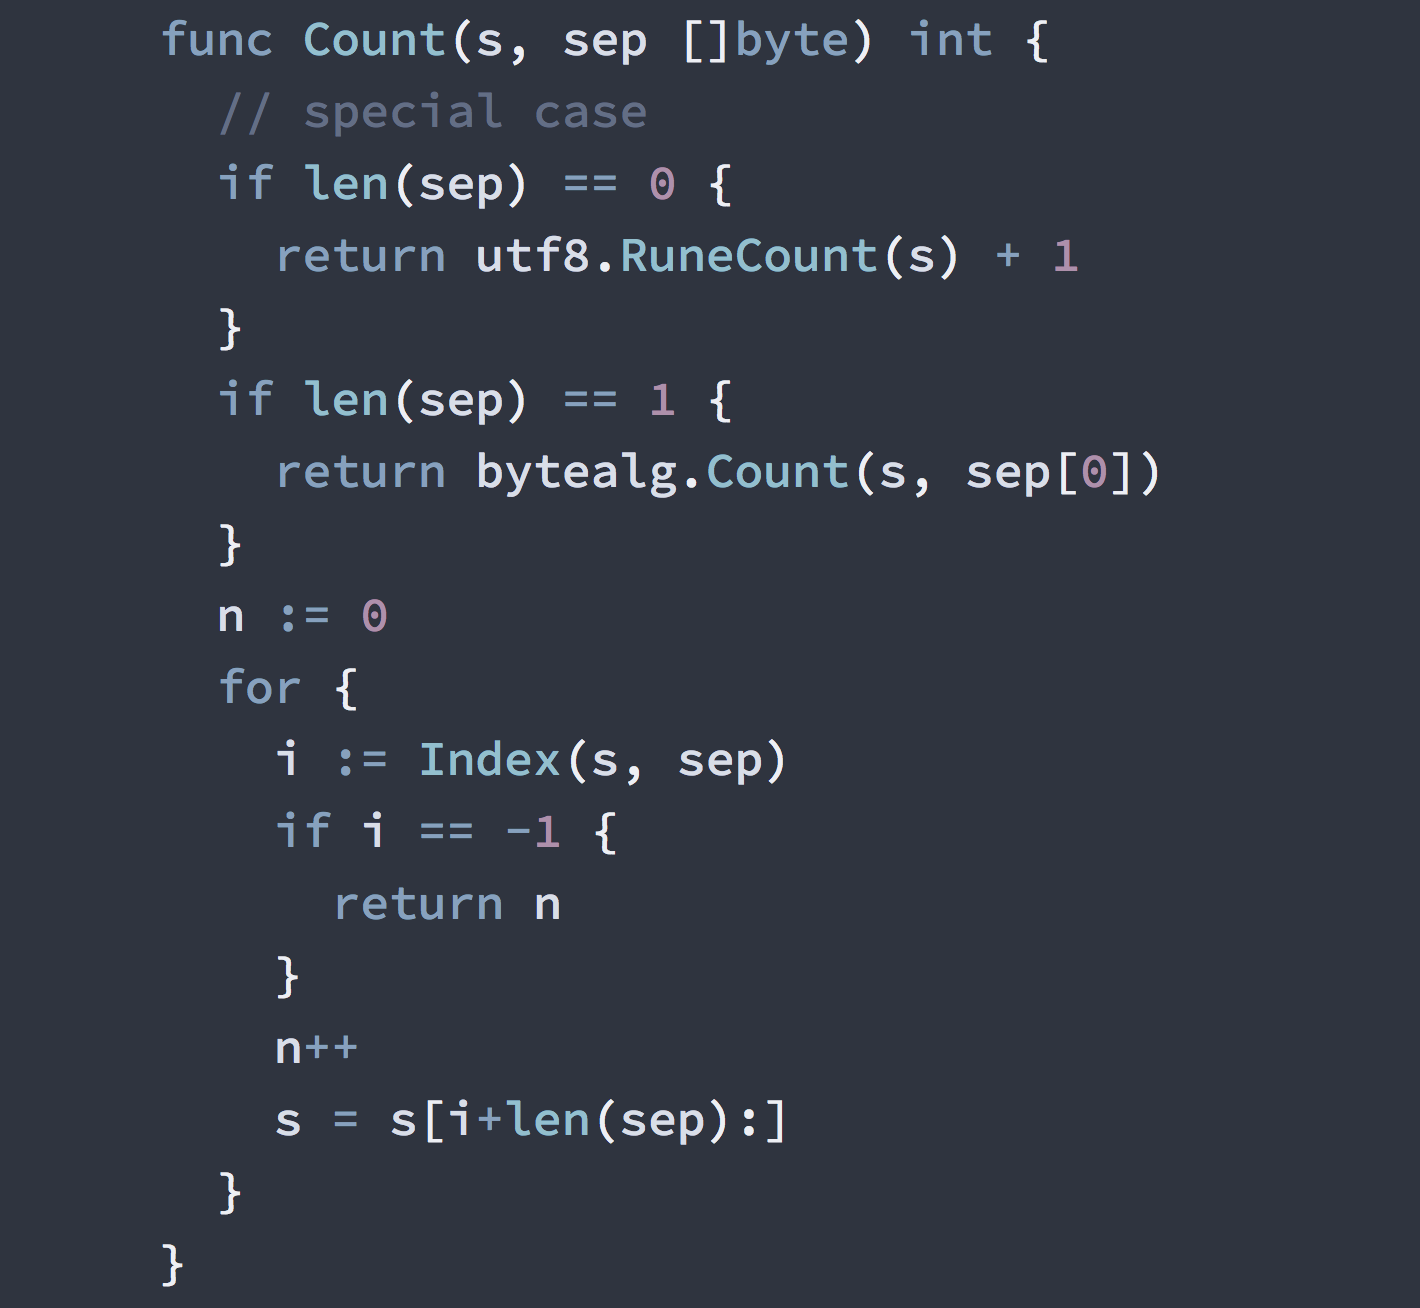 func Count(s, sep []byte) int {
  // special case
  if len(sep) == 0 {
    return utf8.RuneCount(s) + 1
  }
  if len(sep) == 1 {
    return bytealg.Count(s, sep[0])
  }
  n := 0
  for {
    i := Index(s, sep)
    if i == -1 {
      return n
    }
    n++
    s = s[i+len(sep):]
  }
}